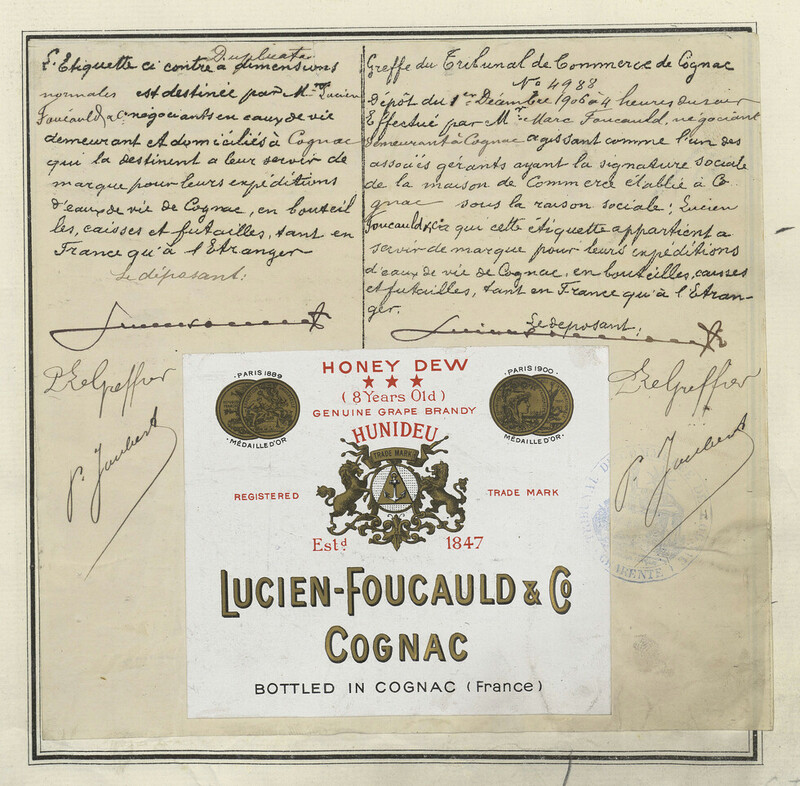 Duplicata
L'Etiquette ci contre à dimensions
normales est destinée par Mrs Lucien
Foucauld & Cie négociants en eaux de vie
demeurant et domiciliés à Cognac
qui la destinent a leur servir de
marque pour leurs expéditions
d'eaux de vie de Cognac, en bouteil
les, caisses et futailles, tant en
France qu'à l'Etranger
Le déposant:
P. Le Greffier
P. Joubert
Greffe du Tribunal de Commerce de Cognac
No 4988
Dépôt du 1er Décembre 1906 à 4 heures du soir
Effectué par Mr Marc Foucauld, négociant
demeurant à Cognac agissant comme l'un des
associés gérants ayant la signature sociale
de la maison de Commerce établie à Co
gnac sous la raison sociale; Lucien
Foucauld & Cie qui cette étiquette appartient a
servir de marque pour leurs expéditions
d'eaux de vie de Cognac, en bouteilles, caisses
et futailles, tant en France qu'à l'Etran-
ger.
Le deposant:
P. Le Greffier
P. Joubert
HONEY DEW
(8 Years Old)
GENUINE GRAPE BRANDY
HUNIDEU
TRADE MARK
PARIS 1889
MÉDAILLE D'OR
PARIS 1900
MÉDAILLE D'OR
REGISTERED TRADE MARK
Estd 1847
LUCIEN-FOUCAULD & Co
COGNAC
BOTTLED IN COGNAC (France)